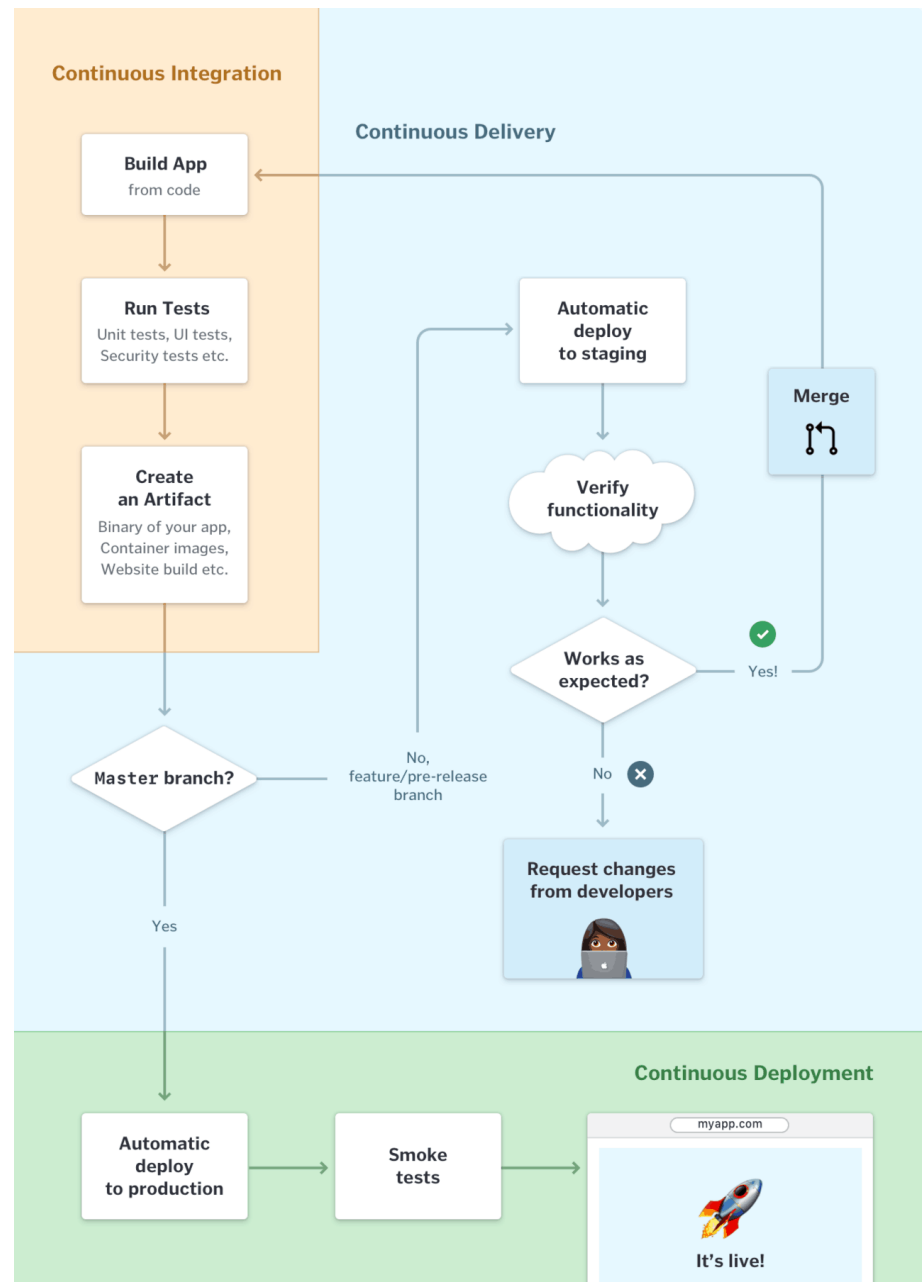 Continuous Integration
Continuous Delivery
Build App
from code
Run Tests
Unit tests, UI tests,
Security tests etc.
Create
an Artifact
Binary of your app,
Container images,
Website build etc.
Master branch?
No,
feature/pre-release
branch
Automatic
deploy
to staging
Verify
functionality
Works as
expected?
Yes!
Merge
No
Request changes
from developers
Yes
Continuous Deployment
Automatic
deploy
to production
Smoke
tests
myapp.com
It's live!